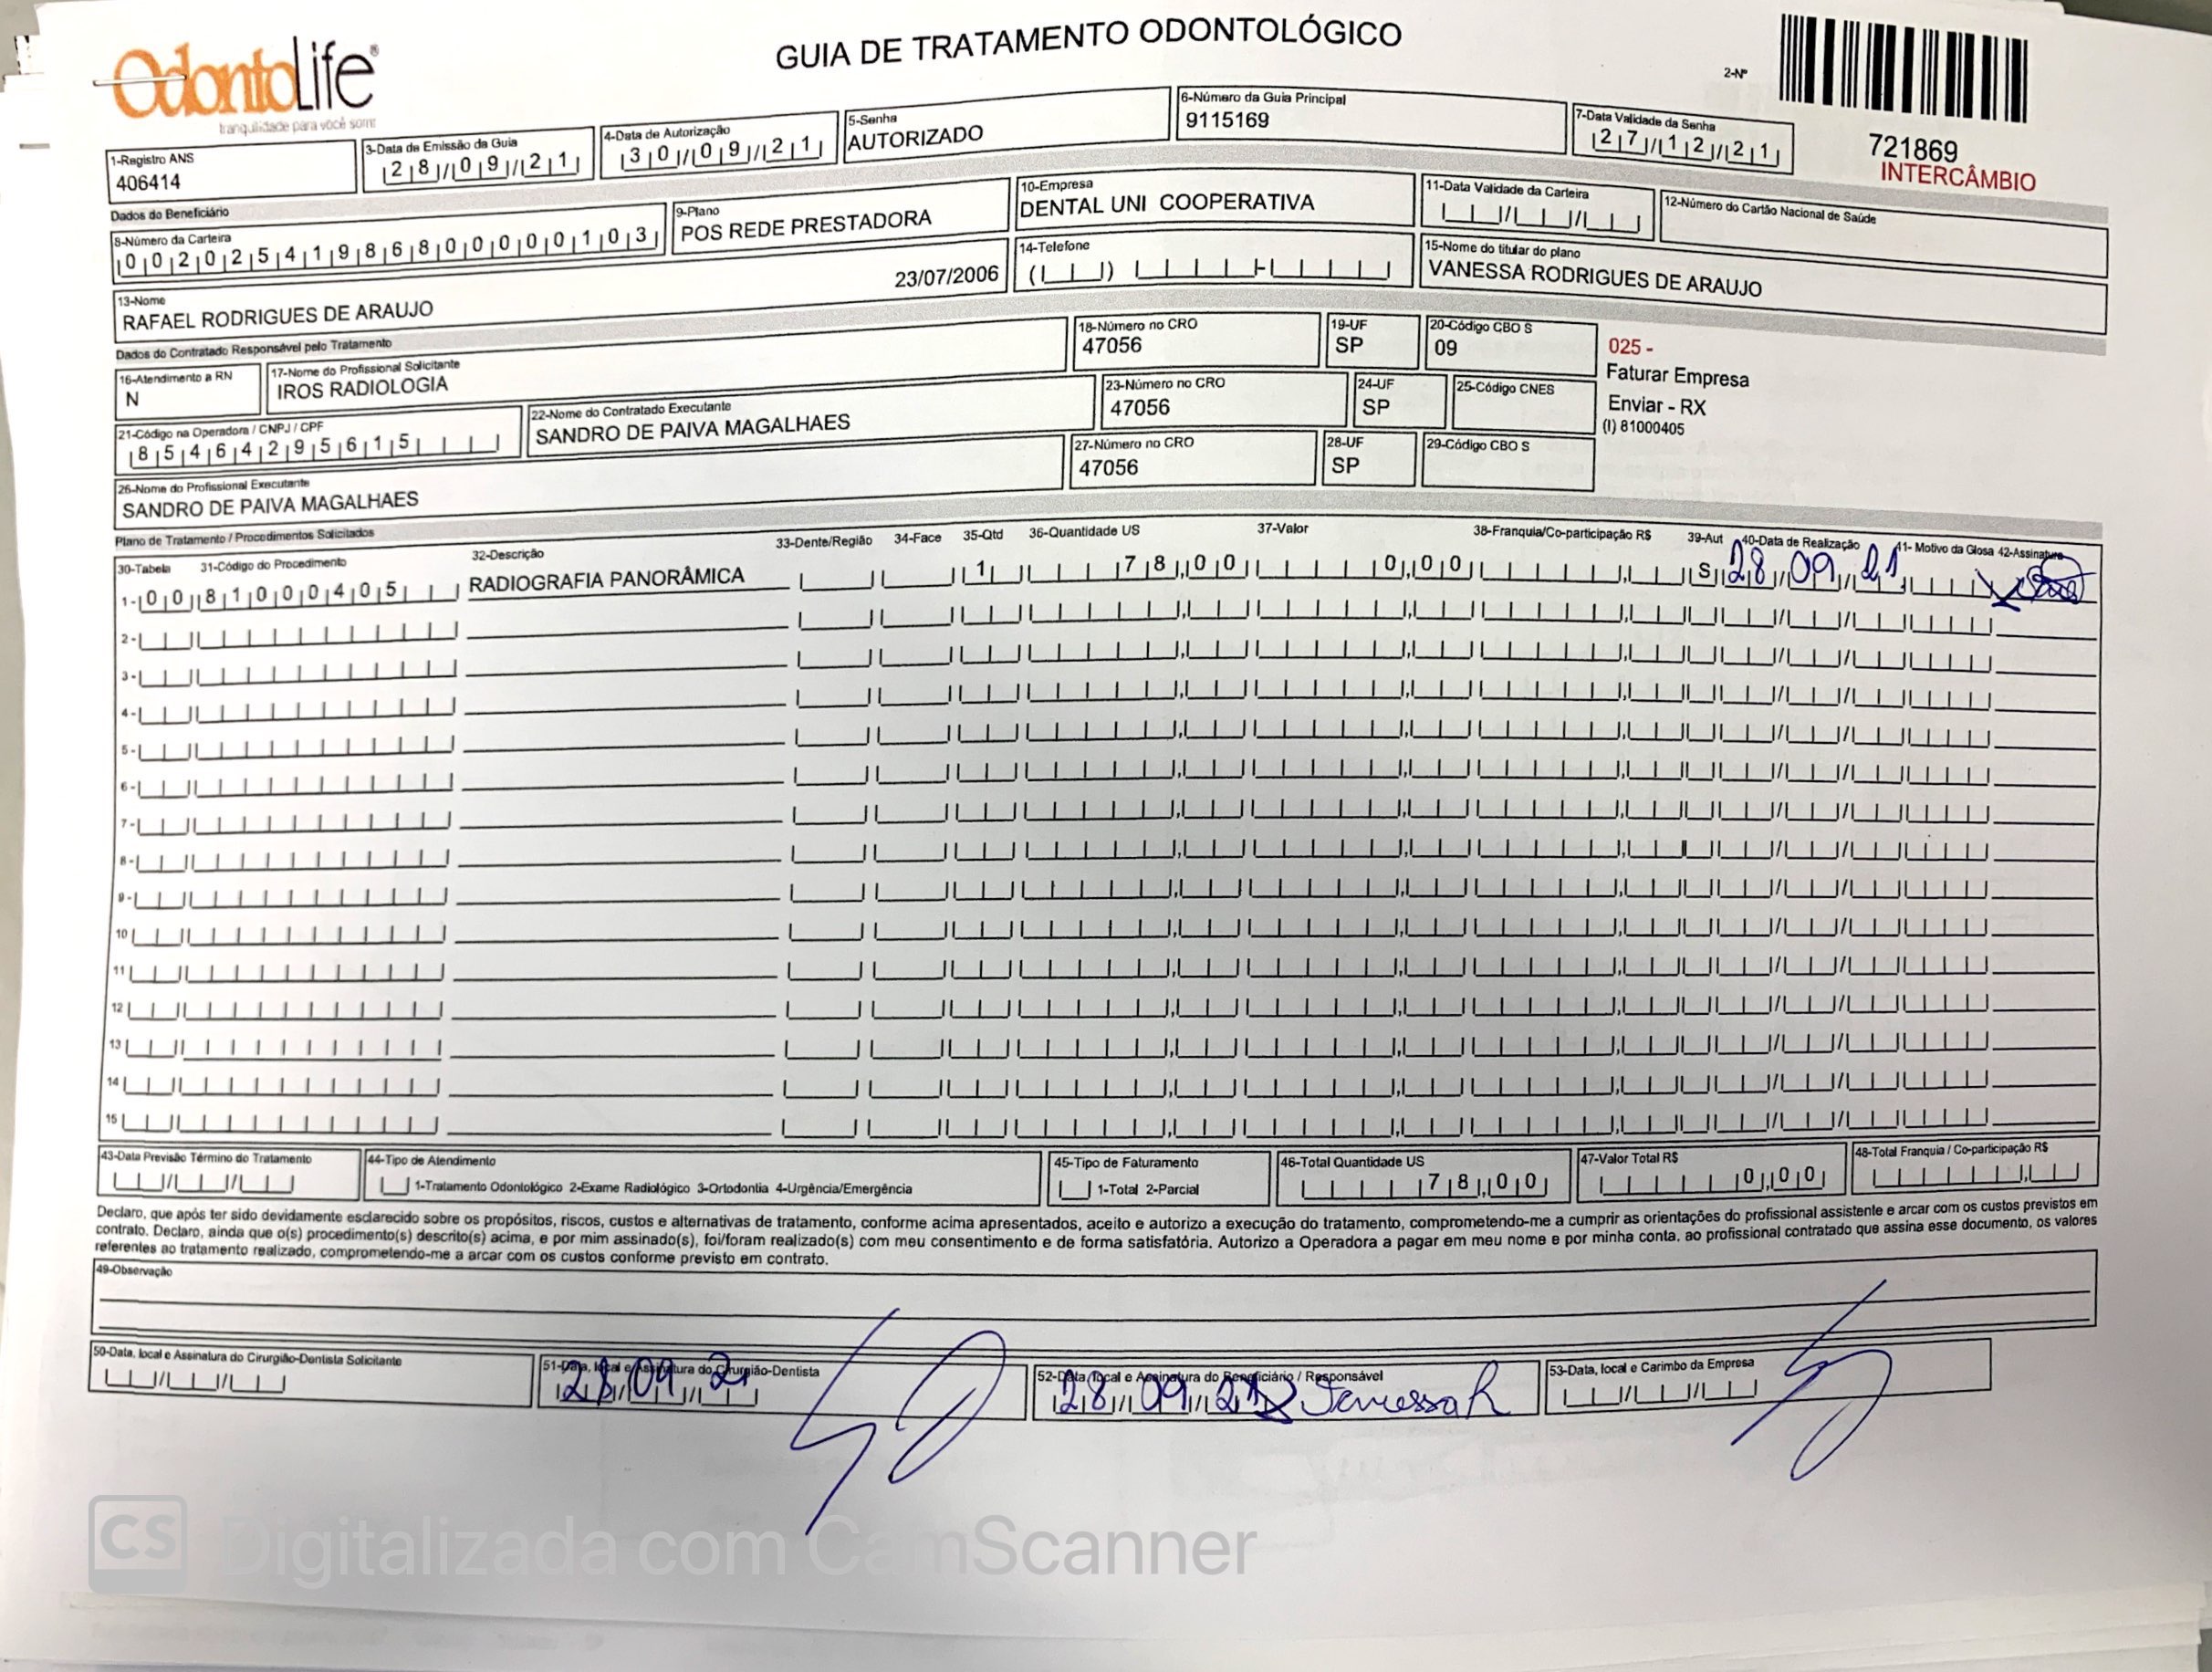 OdontoLife®
tranquilidade para você sorrir
GUIA DE TRATAMENTO ODONTOLÓGICO
2-Nº
721869
INTERCÂMBIO
1-Registro ANS
406414
3-Data de Emissão da Guia
28/09/21
4-Data de Autorização
30/09/21
5-Senha
AUTORIZADO
6-Número da Guia Principal
9115169
7-Data Validade da Senha
27/12/21
Dados do Beneficiário
8-Número da Carteira
00202541986800000103
9-Plano
POS REDE PRESTADORA
10-Empresa
DENTAL UNI COOPERATIVA
11-Data Validade da Carteira
12-Número do Cartão Nacional de Saúde
13-Nome
RAFAEL RODRIGUES DE ARAUJO
23/07/2006
14-Telefone
15-Nome do titular do plano
VANESSA RODRIGUES DE ARAUJO
Dados do Contratado Responsável pelo Tratamento
16-Atendimento a RN
N
17-Nome do Profissional Solicitante
IROS RADIOLOGIA
18-Número no CRO
47056
19-UF
SP
20-Código CBO S
09
025 -
Faturar Empresa
Enviar - RX
(I) 81000405
21-Código na Operadora / CNPJ / CPF
85464295615
22-Nome do Contratado Executante
SANDRO DE PAIVA MAGALHAES
23-Número no CRO
47056
24-UF
SP
25-Código CNES
26-Nome do Profissional Executante
SANDRO DE PAIVA MAGALHAES
27-Número no CRO
47056
28-UF
SP
29-Código CBO S
Plano de Tratamento / Procedimentos Solicitados
30-Tabela 31-Código do Procedimento 32-Descrição 33-Dente/Região 34-Face 35-Qtd 36-Quantidade US 37-Valor 38-Franquia/Co-participação R$ 39-Aut 40-Data de Realização 41- Motivo da Glosa 42-Assinatura
1- 00 81000405 RADIOGRAFIA PANORÂMICA 1 78,00 0,00 S 28/09/21
2-
3-
4-
5-
6-
7-
8-
9-
10
11
12
13
14
15
43-Data Previsão Término do Tratamento
44-Tipo de Atendimento
1-Tratamento Odontológico 2-Exame Radiológico 3-Ortodontia 4-Urgência/Emergência
45-Tipo de Faturamento
1-Total 2-Parcial
46-Total Quantidade US
78,00
47-Valor Total R$
0,00
48-Total Franquia / Co-participação R$
Declaro, que após ter sido devidamente esclarecido sobre os propósitos, riscos, custos e alternativas de tratamento, conforme acima apresentados, aceito e autorizo a execução do tratamento, comprometendo-me a cumprir as orientações do profissional assistente e arcar com os custos previstos em
contrato. Declaro, ainda que o(s) procedimento(s) descrito(s) acima, e por mim assinado(s), foi/foram realizado(s) com meu consentimento e de forma satisfatória. Autorizo a Operadora a pagar em meu nome e por minha conta, ao profissional contratado que assina esse documento, os valores
referentes ao tratamento realizado, comprometendo-me a arcar com os custos conforme previsto em contrato.
49-Observação
50-Data, local e Assinatura do Cirurgião-Dentista Solicitante
51-Data, local e Assinatura do Cirurgião-Dentista
28/09/21
52-Data, local e Assinatura do Beneficiário / Responsável
28/09/21 Vanessa R
53-Data, local e Carimbo da Empresa
CS Digitalizada com CamScanner